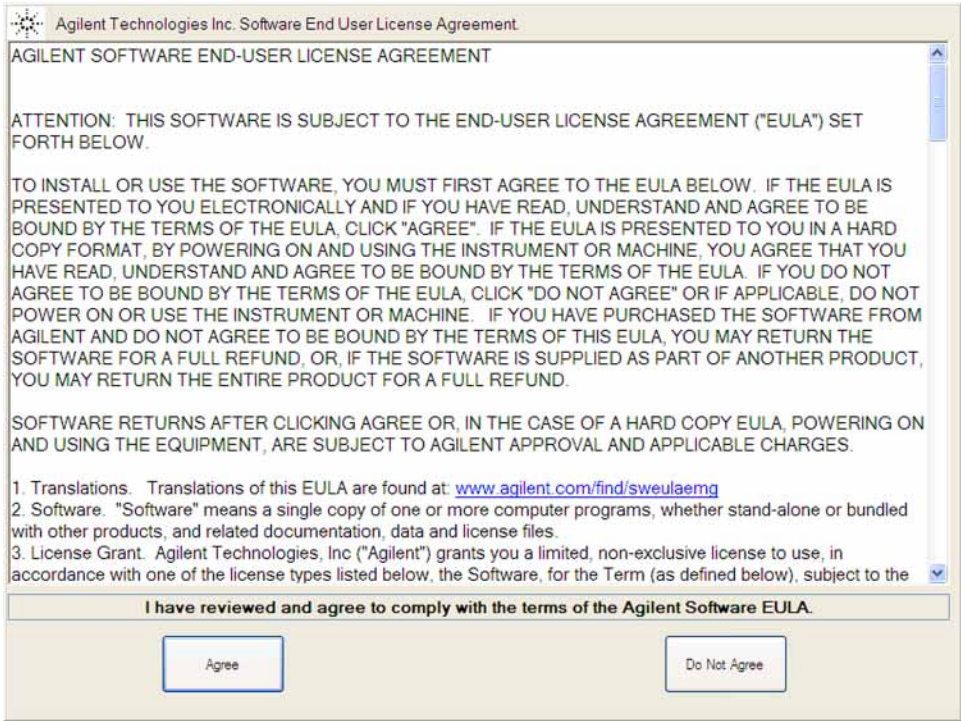 Agilent Technologies Inc. Software End User License Agreement.
AGILENT SOFTWARE END-USER LICENSE AGREEMENT
ATTENTION:  THIS SOFTWARE IS SUBJECT TO THE END-USER LICENSE AGREEMENT ("EULA") SET
FORTH BELOW.
TO INSTALL OR USE THE SOFTWARE, YOU MUST FIRST AGREE TO THE EULA BELOW.  IF THE EULA IS
PRESENTED TO YOU ELECTRONICALLY AND IF YOU HAVE READ, UNDERSTAND AND AGREE TO BE
BOUND BY THE TERMS OF THE EULA, CLICK "AGREE".  IF THE EULA IS PRESENTED TO YOU IN A HARD
COPY FORMAT, BY POWERING ON AND USING THE INSTRUMENT OR MACHINE, YOU AGREE THAT YOU
HAVE READ, UNDERSTAND AND AGREE TO BE BOUND BY THE TERMS OF THE EULA.  IF YOU DO NOT
AGREE TO BE BOUND BY THE TERMS OF THE EULA, CLICK "DO NOT AGREE" OR IF APPLICABLE, DO NOT
POWER ON OR USE THE INSTRUMENT OR MACHINE.   IF YOU HAVE PURCHASED THE SOFTWARE FROM
AGILENT AND DO NOT AGREE TO BE BOUND BY THE TERMS OF THIS EULA, YOU MAY RETURN THE
SOFTWARE FOR A FULL REFUND, OR, IF THE SOFTWARE IS SUPPLIED AS PART OF ANOTHER PRODUCT,
YOU MAY RETURN THE ENTIRE PRODUCT FOR A FULL REFUND.
SOFTWARE RETURNS AFTER CLICKING AGREE OR, IN THE CASE OF A HARD COPY EULA, POWERING ON
AND USING THE EQUIPMENT, ARE SUBJECT TO AGILENT APPROVAL AND APPLICABLE CHARGES.
1. Translations.   Translations of this EULA are found at: www.agilent.com/find/sweulaemg
2. Software.  "Software" means a single copy of one or more computer programs, whether stand-alone or bundled
with other products, and related documentation, data and license files.
3. License Grant.  Agilent Technologies, Inc ("Agilent") grants you a limited, non-exclusive license to use, in
accordance with one of the license types listed below, the Software, for the Term (as defined below), subject to the
I have reviewed and agree to comply with the terms of the Agilent Software EULA.
Agree
Do Not Agree